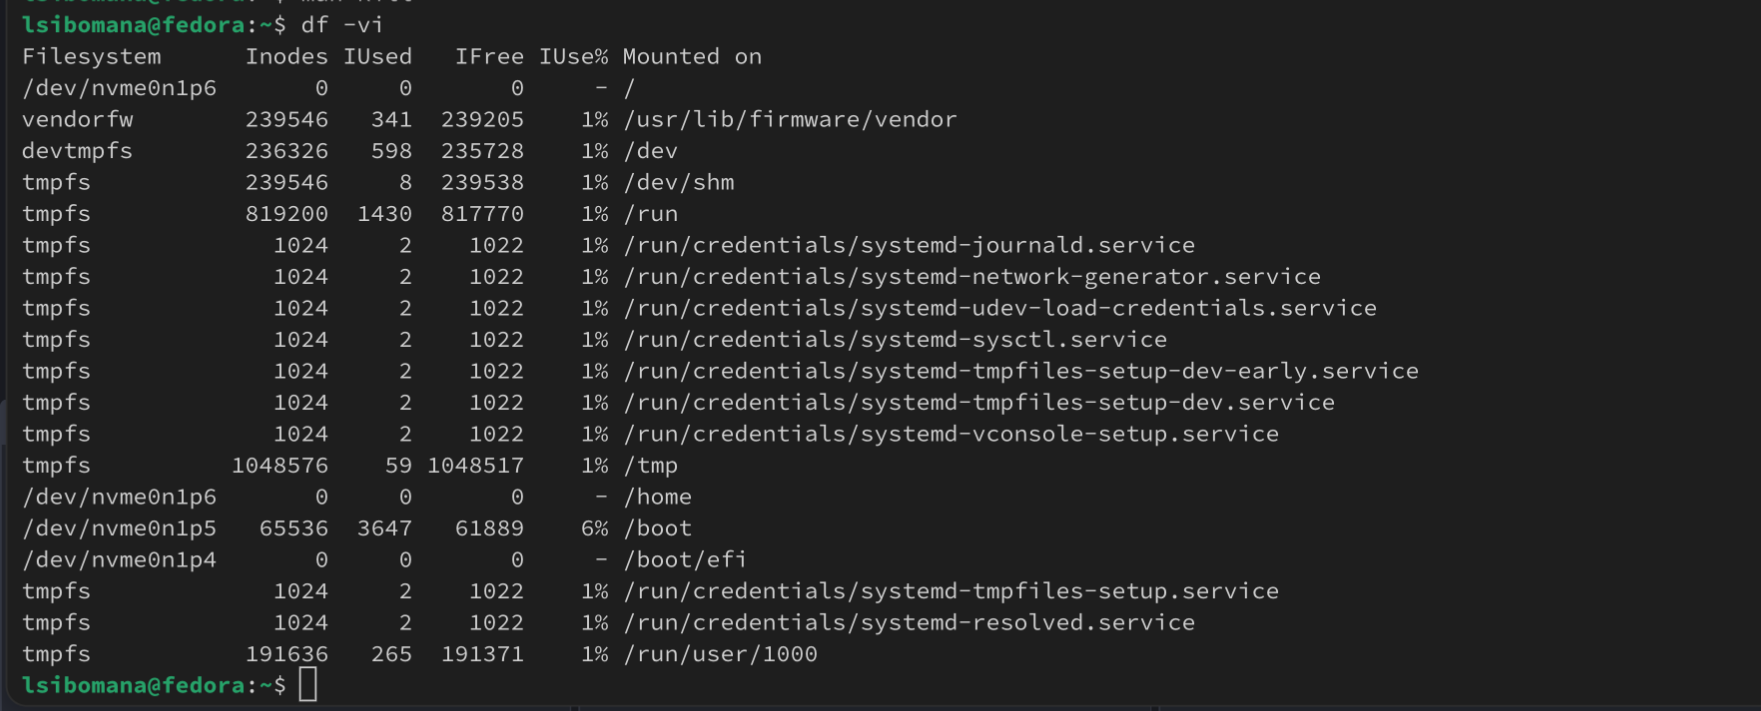 lsibomana@fedora:~$ df -vi
Filesystem      Inodes IUsed   IFree IUse% Mounted on
/dev/nvme0n1p6       0     0       0     - /
vendorfw        239546   341  239205    1% /usr/lib/firmware/vendor
devtmpfs        236326   598  235728    1% /dev
tmpfs           239546     8  239538    1% /dev/shm
tmpfs           819200  1430  817770    1% /run
tmpfs             1024     2    1022    1% /run/credentials/systemd-journald.service
tmpfs             1024     2    1022    1% /run/credentials/systemd-network-generator.service
tmpfs             1024     2    1022    1% /run/credentials/systemd-udev-load-credentials.service
tmpfs             1024     2    1022    1% /run/credentials/systemd-sysctl.service
tmpfs             1024     2    1022    1% /run/credentials/systemd-tmpfiles-setup-dev-early.service
tmpfs             1024     2    1022    1% /run/credentials/systemd-tmpfiles-setup-dev.service
tmpfs             1024     2    1022    1% /run/credentials/systemd-vconsole-setup.service
tmpfs          1048576    59 1048517    1% /tmp
/dev/nvme0n1p6       0     0       0     - /home
/dev/nvme0n1p5   65536  3647   61889    6% /boot
/dev/nvme0n1p4       0     0       0     - /boot/efi
tmpfs             1024     2    1022    1% /run/credentials/systemd-tmpfiles-setup.service
tmpfs             1024     2    1022    1% /run/credentials/systemd-resolved.service
tmpfs           191636   265  191371    1% /run/user/1000
lsibomana@fedora:~$